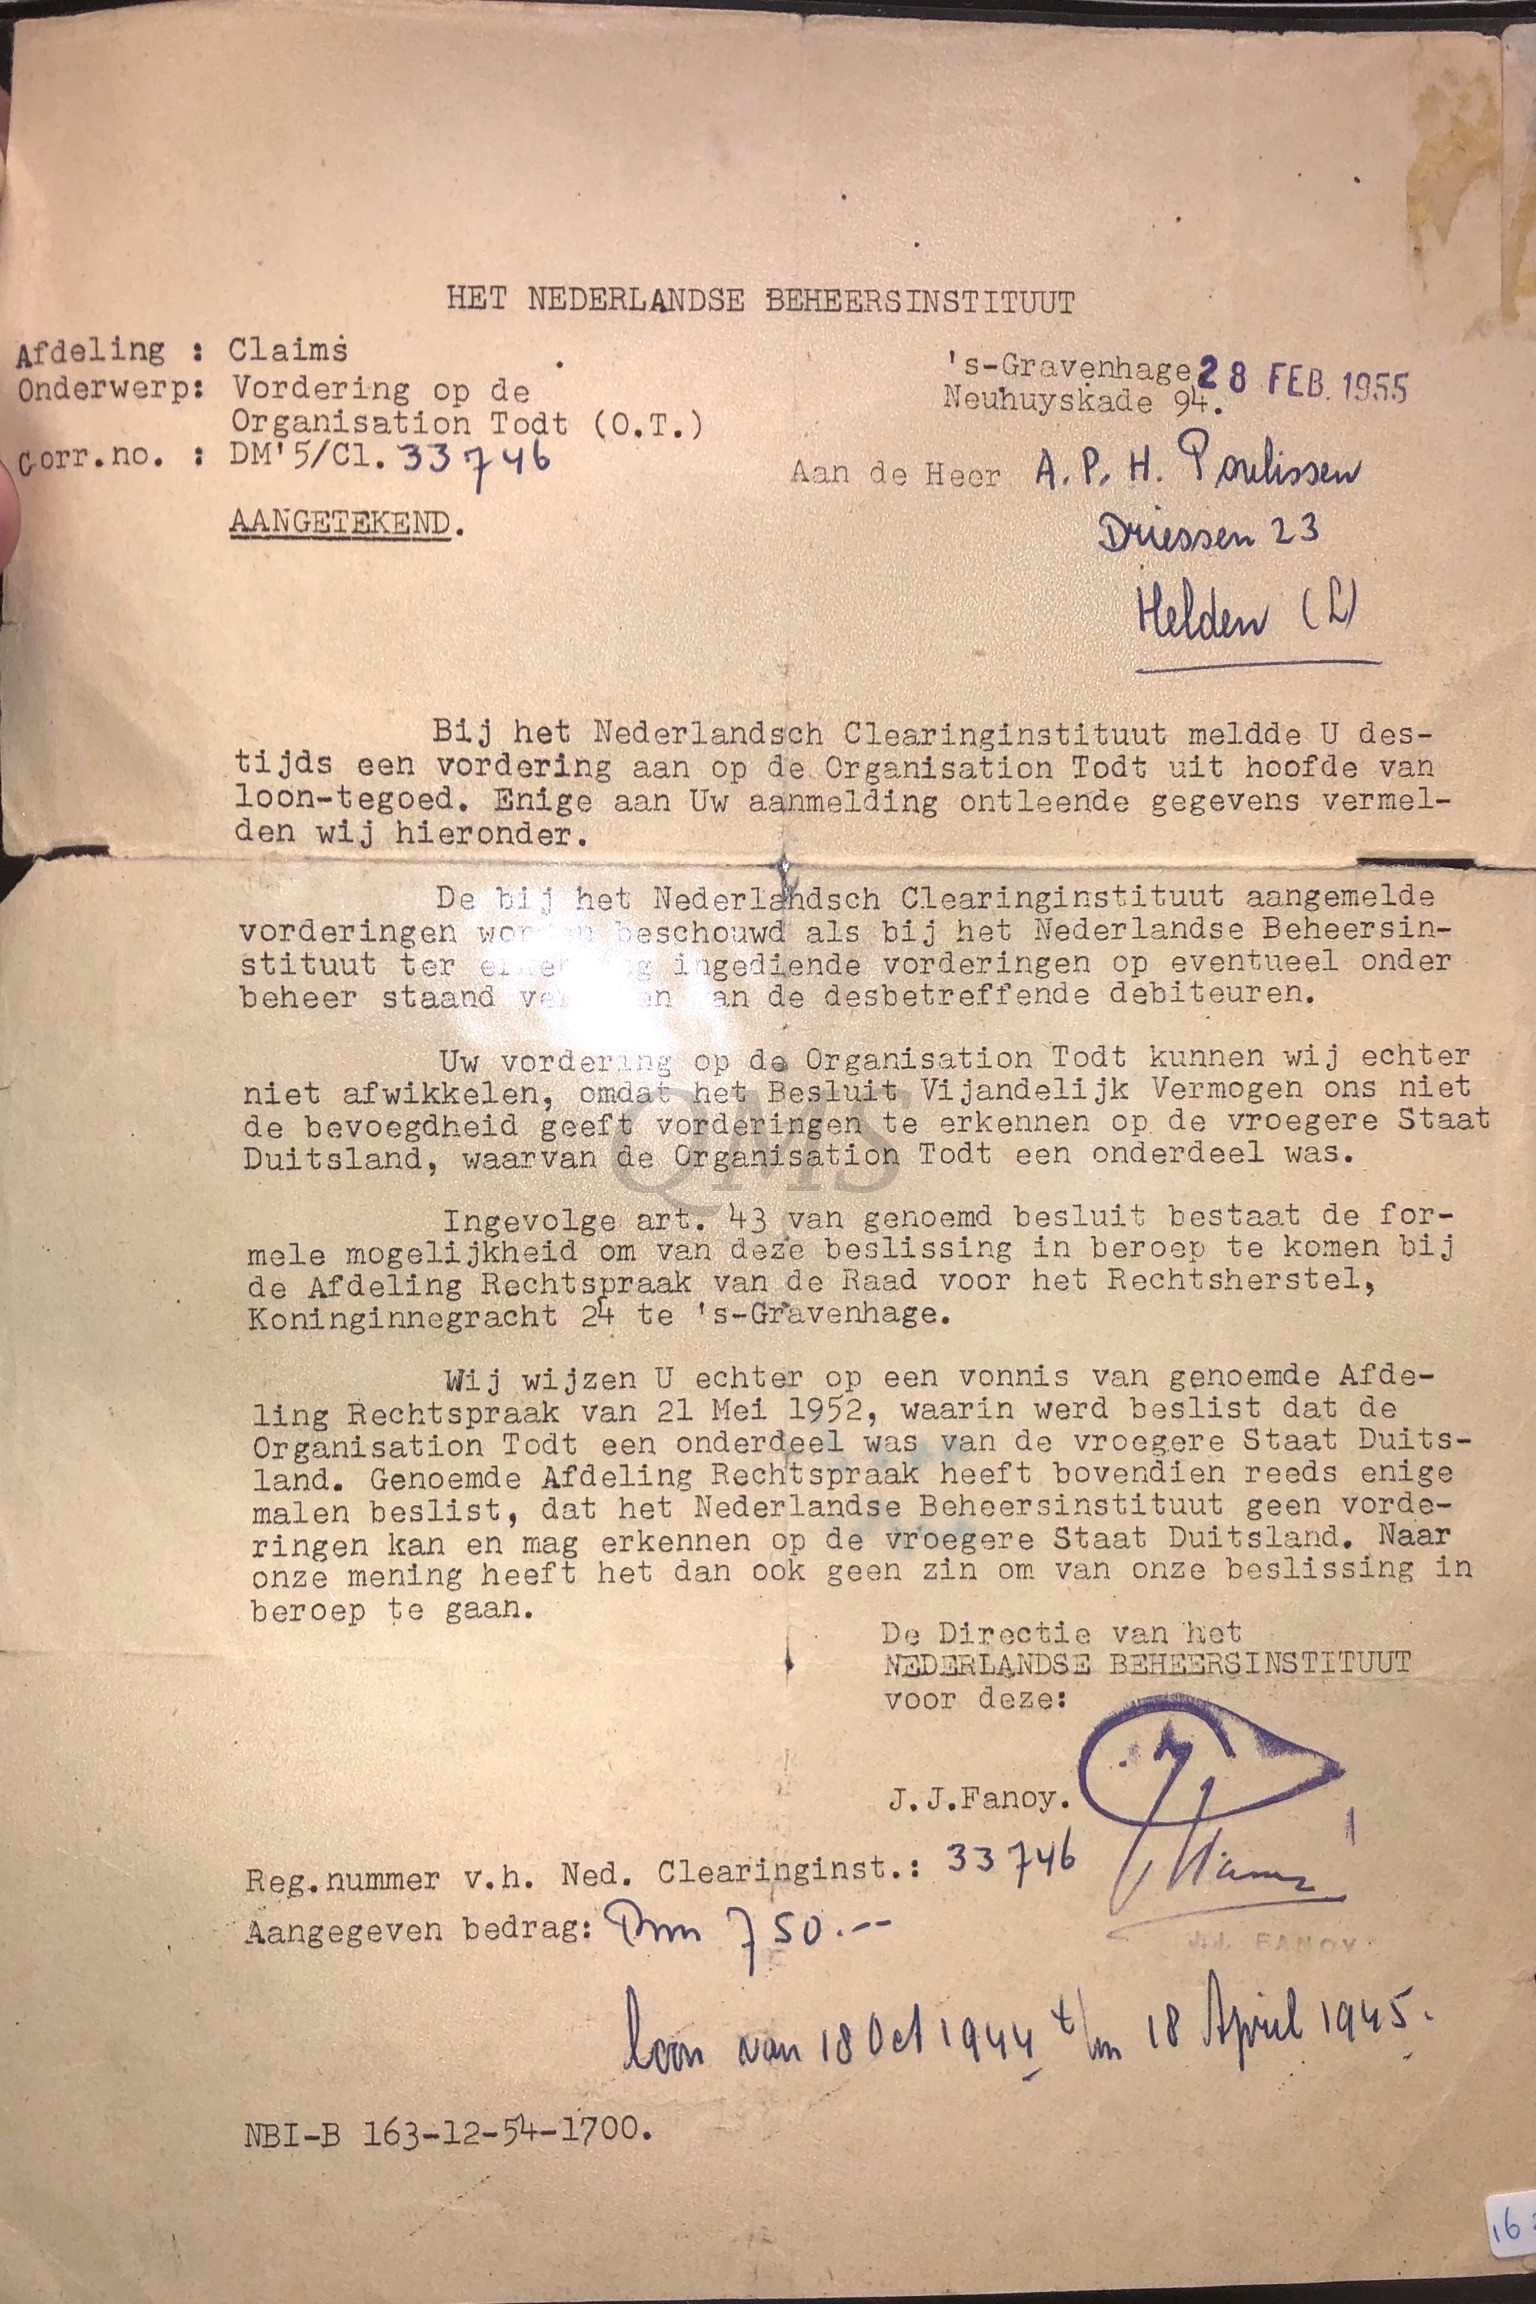 HET NEDERLANDSE BEHEERSINSTITUUT
Afdeling : Claims
Onderwerp: Vordering op de
Organisation Todt (O.T.)
Corr.no. : DM'5/Cl. 33746
AANGETEKEND.
's-Gravenhage, 28 FEB. 1955
Neuhuyskade 94.
Aan de Heer A. P. H. Poulissen
Driessen 23
Helden (L)
Bij het Nederlandsch Clearinginstituut meldde U des-
tijds een vordering aan op de Organisation Todt uit hoofde van
loon-tegoed. Enige aan Uw aanmelding ontleende gegevens vermel-
den wij hieronder.
De bij het Nederlandsch Clearinginstituut aangemelde
vorderingen worden beschouwd als bij het Nederlandse Beheersin-
stituut ter erkenning ingediende vorderingen op eventueel onder
beheer staand vermogen van de desbetreffende debiteuren.
Uw vordering op de Organisation Todt kunnen wij echter
niet afwikkelen, omdat het Besluit Vijandelijk Vermogen ons niet
de bevoegdheid geeft vorderingen te erkennen op de vroegere Staat
Duitsland, waarvan de Organisation Todt een onderdeel was.
QMS
Ingevolge art. 43 van genoemd besluit bestaat de for-
mele mogelijkheid om van deze beslissing in beroep te komen bij
de Afdeling Rechtspraak van de Raad voor het Rechtsherstel,
Koninginnegracht 24 te 's-Gravenhage.
Wij wijzen U echter op een vonnis van genoemde Afde-
ling Rechtspraak van 21 Mei 1952, waarin werd beslist dat de
Organisation Todt een onderdeel was van de vroegere Staat Duits-
land. Genoemde Afdeling Rechtspraak heeft bovendien reeds enige
malen beslist, dat het Nederlandse Beheersinstituut geen vorde-
ringen kan en mag erkennen op de vroegere Staat Duitsland. Naar
onze mening heeft het dan ook geen zin om van onze beslissing in
beroep te gaan.
De Directie van het
NEDERLANDSE BEHEERSINSTITUUT
voor deze:
J.J.Fanoy.
J.J. FANOY
Reg.nummer v.h. Ned. Clearinginst.: 33746
Aangegeven bedrag: Rm 750.--
loon van 18 Oct 1944 t/m 18 April 1945.
NBI-B 163-12-54-1700.